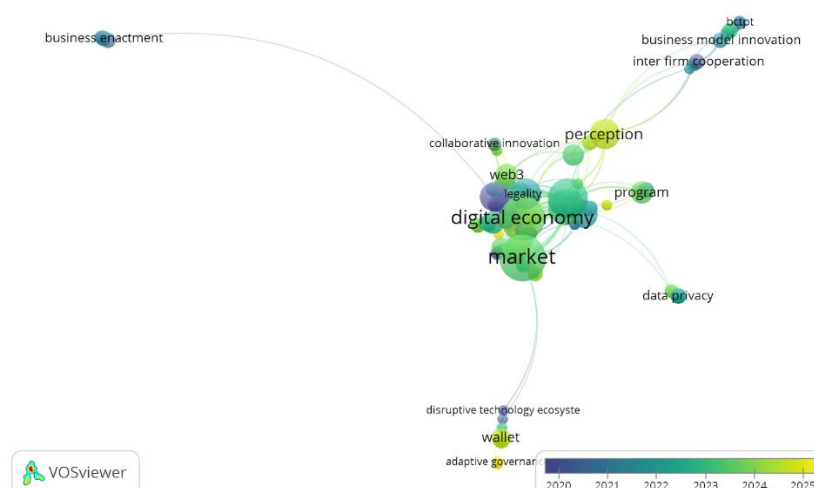 bctpt
business enactment
business model innovation
inter firm cooperation
perception
collaborative innovation
web3
legality
program
digital economy
market
data privacy
disruptive technology ecosyste
wallet
adaptive governanc
VOSviewer
2020 2021 2022 2023 2024 2025